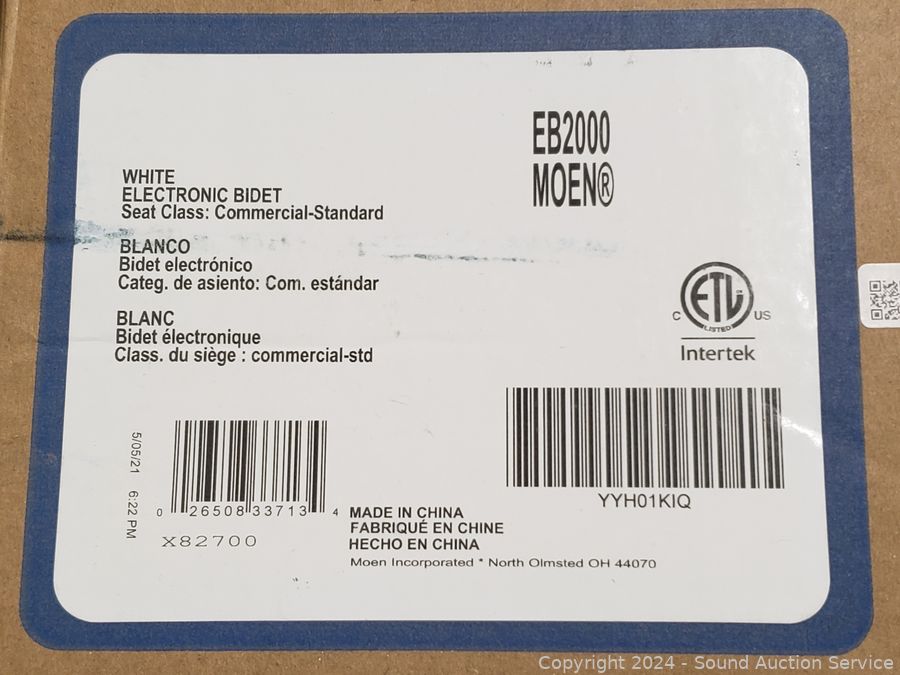 EB2000
MOEN®
WHITE
ELECTRONIC BIDET
Seat Class: Commercial-Standard
BLANCO
Bidet electrónico
Categ. de asiento: Com. estándar
BLANC
Bidet électronique
Class. du siège : commercial-std
ETL
LISTED
C US
Intertek
5/05/21 6:22 PM
0 26508 33713 4
X82700
YYH01KIQ
MADE IN CHINA
FABRIQUÉ EN CHINE
HECHO EN CHINA
Moen Incorporated * North Olmsted OH 44070
Copyright 2024 - Sound Auction Service